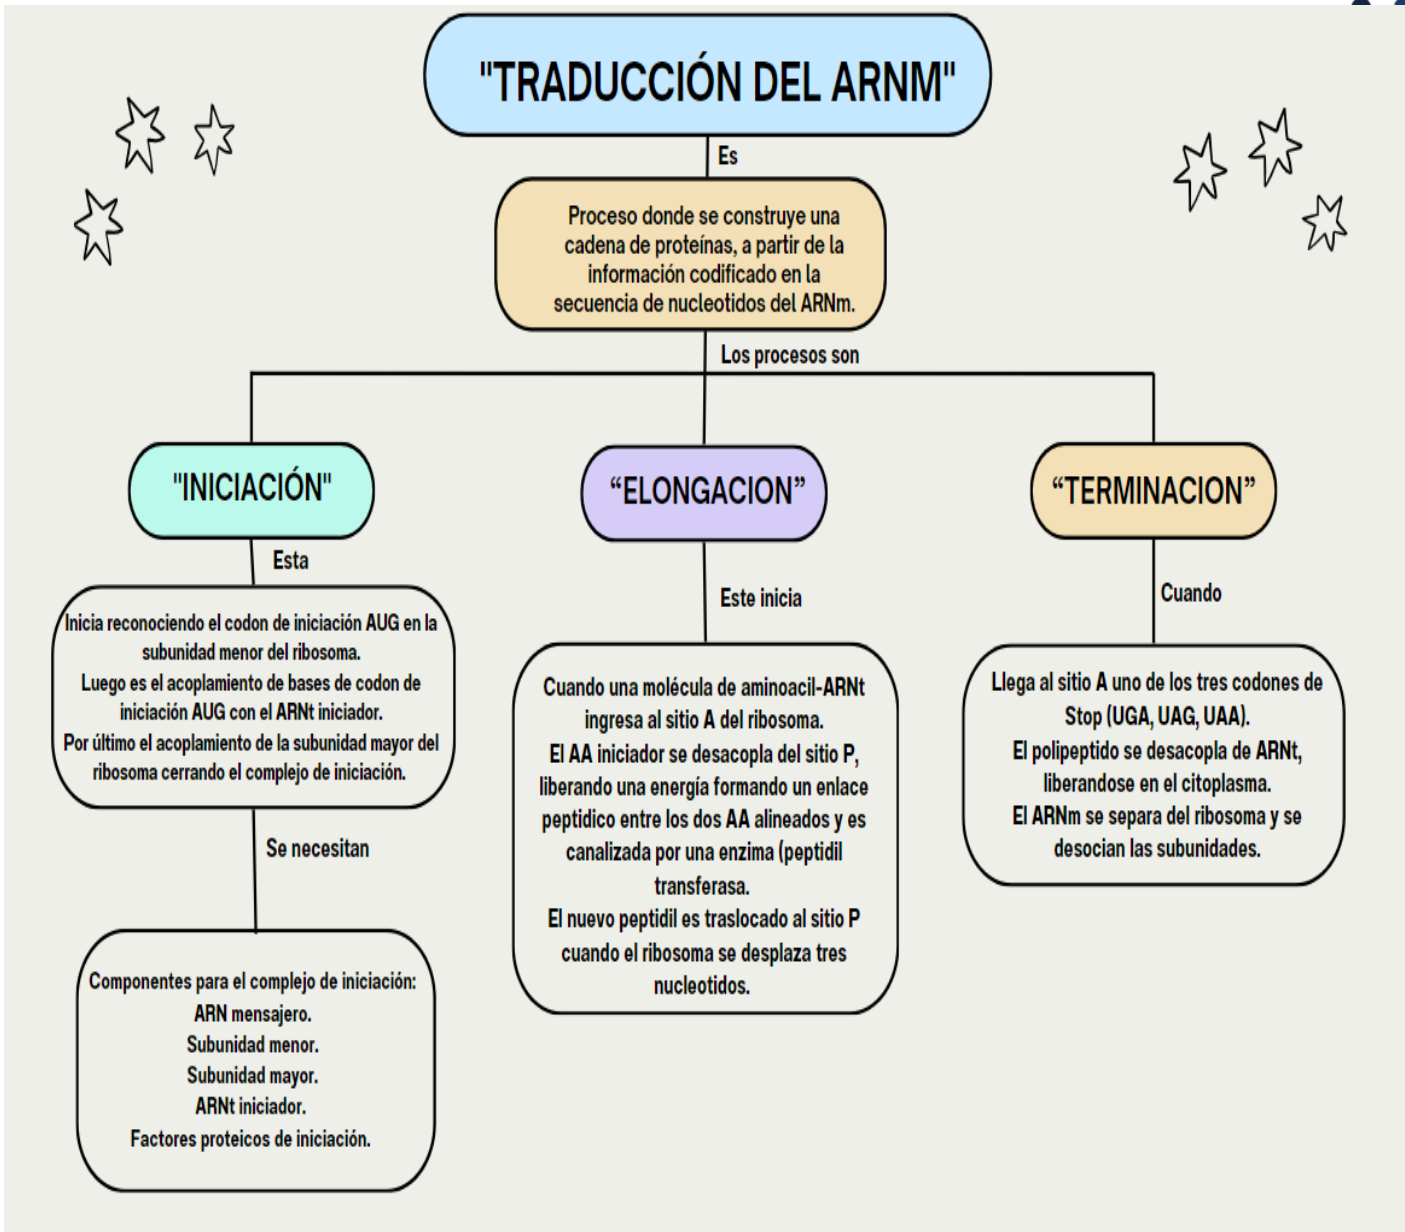 "TRADUCCIÓN DEL ARNM"
Es
Proceso donde se construye una
cadena de proteínas, a partir de la
información codificado en la
secuencia de nucleotidos del ARNm.
Los procesos son
"INICIACIÓN"
Esta
Inicia reconociendo el codon de iniciación AUG en la
subunidad menor del ribosoma.
Luego es el acoplamiento de bases de codon de
iniciación AUG con el ARNt iniciador.
Por último el acoplamiento de la subunidad mayor del
ribosoma cerrando el complejo de iniciación.
Se necesitan
Componentes para el complejo de iniciación:
ARN mensajero.
Subunidad menor.
Subunidad mayor.
ARNt iniciador.
Factores proteicos de iniciación.
“ELONGACION”
Este inicia
Cuando una molécula de aminoacil-ARNt
ingresa al sitio A del ribosoma.
El AA iniciador se desacopla del sitio P,
liberando una energía formando un enlace
peptidico entre los dos AA alineados y es
canalizada por una enzima (peptidil
transferasa.
El nuevo peptidil es traslocado al sitio P
cuando el ribosoma se desplaza tres
nucleotidos.
“TERMINACION”
Cuando
Llega al sitio A uno de los tres codones de
Stop (UGA, UAG, UAA).
El polipeptido se desacopla de ARNt,
liberandose en el citoplasma.
El ARNm se separa del ribosoma y se
desocian las subunidades.